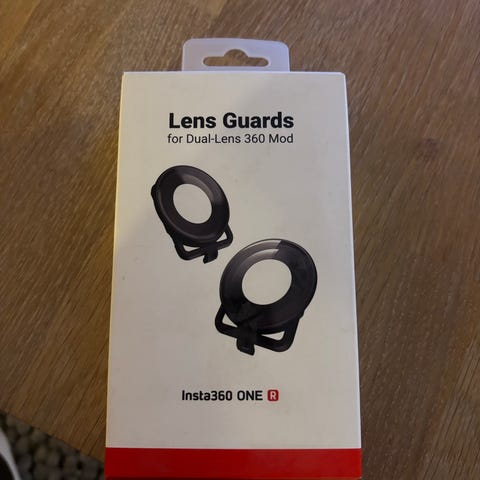 Lens Guards
for Dual-Lens 360 Mod
Insta360 ONE R